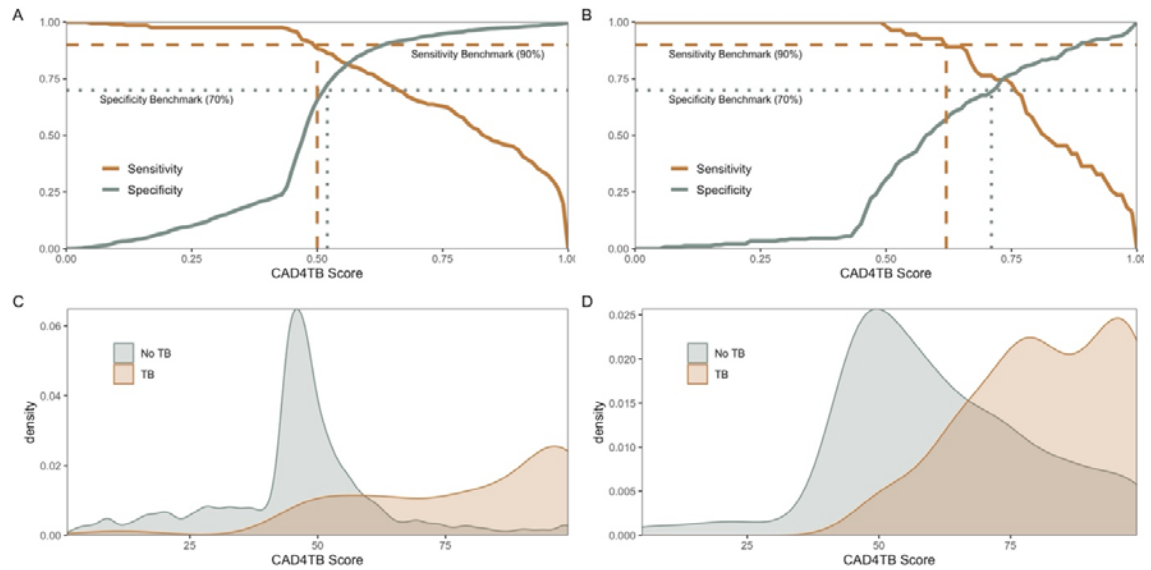 A
1.00
0.75
0.50
0.25
0.00
Sensitivity Benchmark (90%)
Specificity Benchmark (70%)
Sensitivity
Specificity
0.00 0.25 0.50 0.75 1.00
CAD4TB Score
B
1.00
0.75
0.50
0.25
0.00
Sensitivity Benchmark (90%)
Specificity Benchmark (70%)
Sensitivity
Specificity
0.00 0.25 0.50 0.75 1.00
CAD4TB Score
C
0.06
0.04
0.02
0.00
density
No TB
TB
25 50 75
CAD4TB Score
D
0.025
0.020
0.015
0.010
0.005
0.000
density
No TB
TB
25 50 75
CAD4TB Score